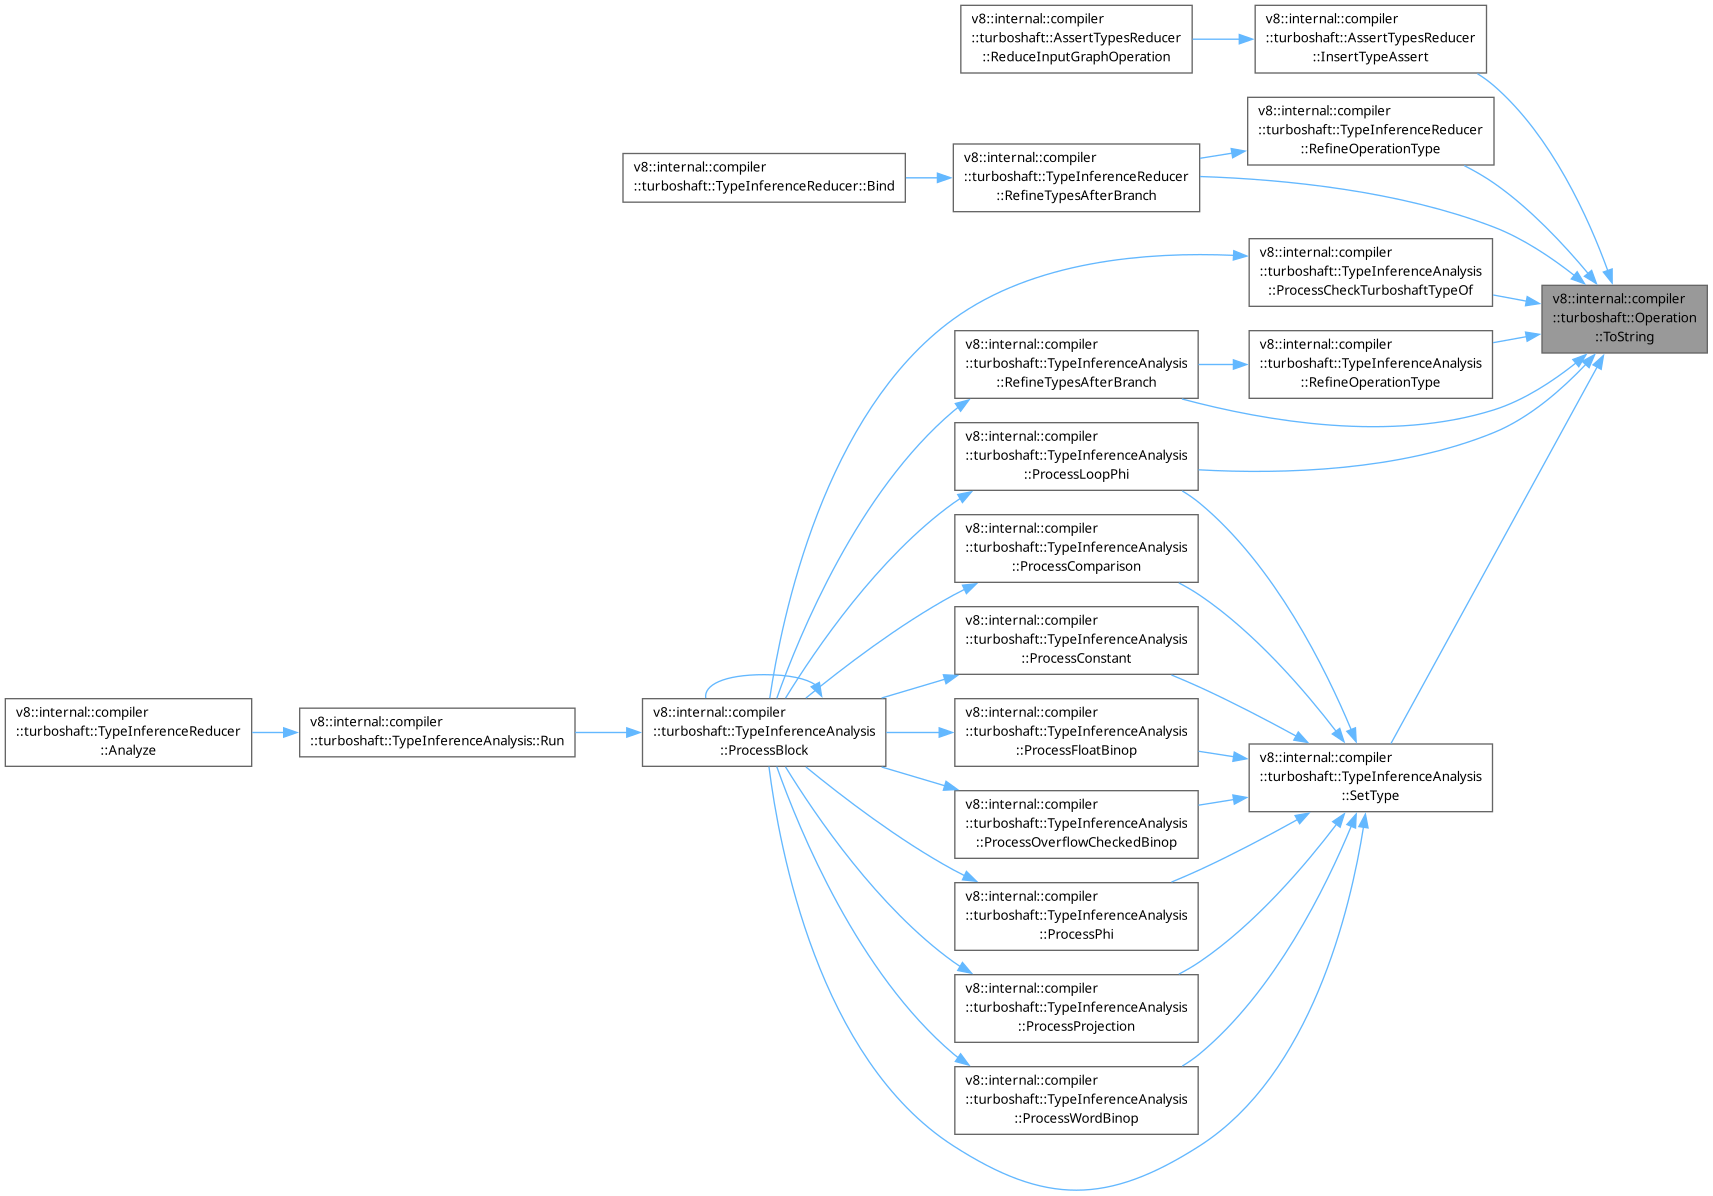 v8::internal::compiler
::turboshaft::AssertTypesReducer
::ReduceInputGraphOperation
v8::internal::compiler
::turboshaft::AssertTypesReducer
::InsertTypeAssert
v8::internal::compiler
::turboshaft::TypeInferenceReducer
::RefineOperationType
v8::internal::compiler
::turboshaft::TypeInferenceReducer::Bind
v8::internal::compiler
::turboshaft::TypeInferenceReducer
::RefineTypesAfterBranch
v8::internal::compiler
::turboshaft::TypeInferenceAnalysis
::ProcessCheckTurboshaftTypeOf
v8::internal::compiler
::turboshaft::Operation
::ToString
v8::internal::compiler
::turboshaft::TypeInferenceAnalysis
::RefineTypesAfterBranch
v8::internal::compiler
::turboshaft::TypeInferenceAnalysis
::RefineOperationType
v8::internal::compiler
::turboshaft::TypeInferenceAnalysis
::ProcessLoopPhi
v8::internal::compiler
::turboshaft::TypeInferenceAnalysis
::ProcessComparison
v8::internal::compiler
::turboshaft::TypeInferenceAnalysis
::ProcessConstant
v8::internal::compiler
::turboshaft::TypeInferenceReducer
::Analyze
v8::internal::compiler
::turboshaft::TypeInferenceAnalysis::Run
v8::internal::compiler
::turboshaft::TypeInferenceAnalysis
::ProcessBlock
v8::internal::compiler
::turboshaft::TypeInferenceAnalysis
::ProcessFloatBinop
v8::internal::compiler
::turboshaft::TypeInferenceAnalysis
::SetType
v8::internal::compiler
::turboshaft::TypeInferenceAnalysis
::ProcessOverflowCheckedBinop
v8::internal::compiler
::turboshaft::TypeInferenceAnalysis
::ProcessPhi
v8::internal::compiler
::turboshaft::TypeInferenceAnalysis
::ProcessProjection
v8::internal::compiler
::turboshaft::TypeInferenceAnalysis
::ProcessWordBinop